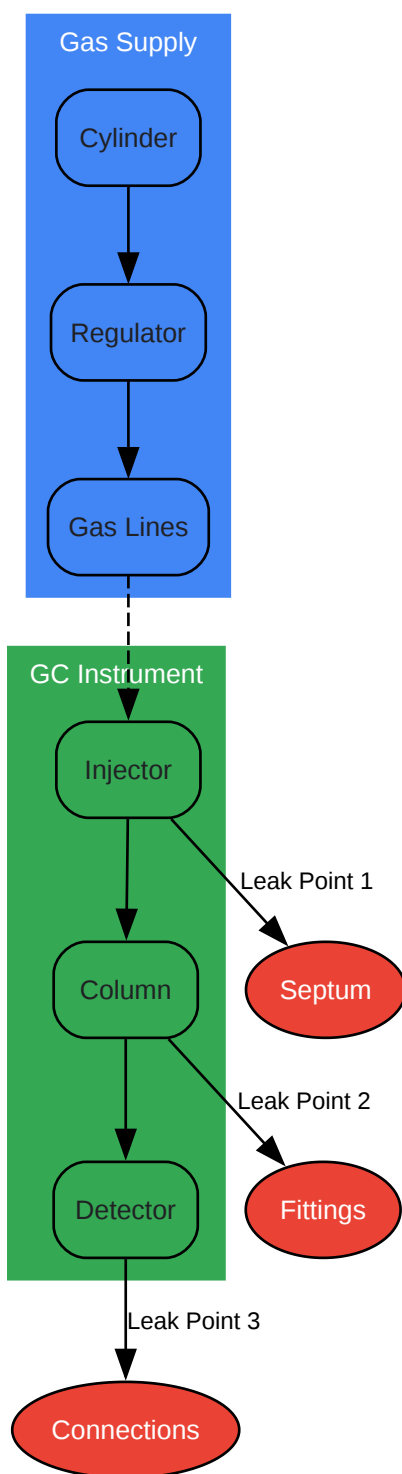 Gas Supply
Cylinder
Regulator
Gas Lines
GC Instrument
Injector
Leak Point 1
Column
Septum
Leak Point 2
Detector
Fittings
Leak Point 3
Connections